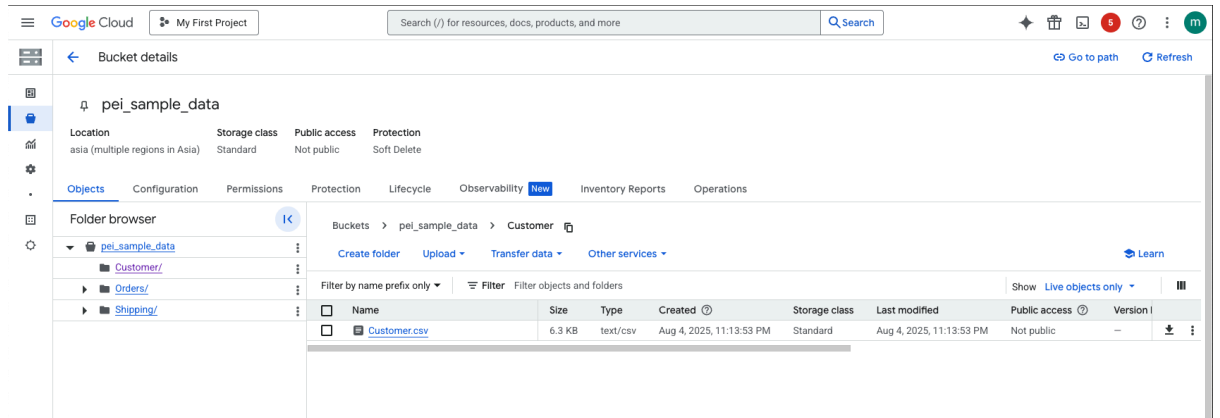 Google Cloud My First Project Search (/) for resources, docs, products, and more Search 5 m
Bucket details Go to path Refresh
pei_sample_data
Location Storage class Public access Protection
asia (multiple regions in Asia) Standard Not public Soft Delete
Objects Configuration Permissions Protection Lifecycle Observability New Inventory Reports Operations
Folder browser
Buckets > pei_sample_data > Customer
pei_sample_data
Create folder Upload Transfer data Other services Learn
Customer/
Orders/
Filter by name prefix only Filter Filter objects and folders Show Live objects only
Shipping/
Name Size Type Created Storage class Last modified Public access Version
Customer.csv 6.3 KB text/csv Aug 4, 2025, 11:13:53 PM Standard Aug 4, 2025, 11:13:53 PM Not public –